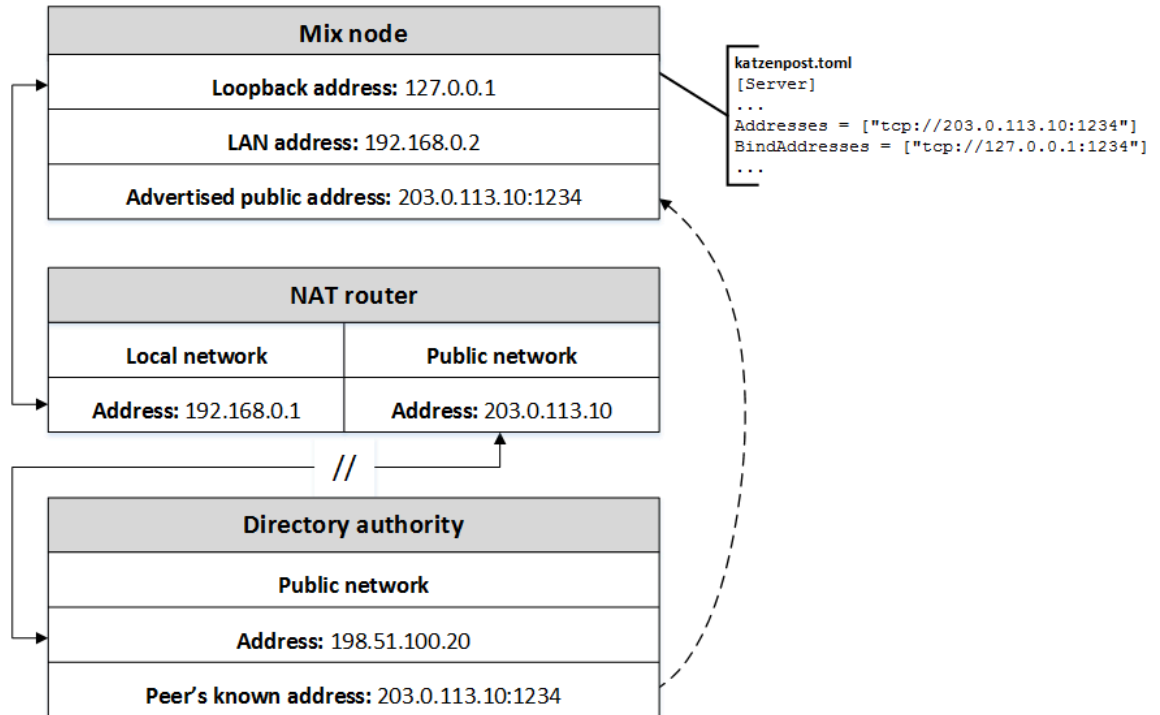 Mix node
Loopback address: 127.0.0.1
LAN address: 192.168.0.2
Advertised public address: 203.0.113.10:1234
katzenpost.toml
[Server]
...
Addresses = ["tcp://203.0.113.10:1234"]
BindAddresses = ["tcp://127.0.0.1:1234"]
...
NAT router
Local network
Public network
Address: 192.168.0.1
Address: 203.0.113.10
//
Directory authority
Public network
Address: 198.51.100.20
Peer's known address: 203.0.113.10:1234